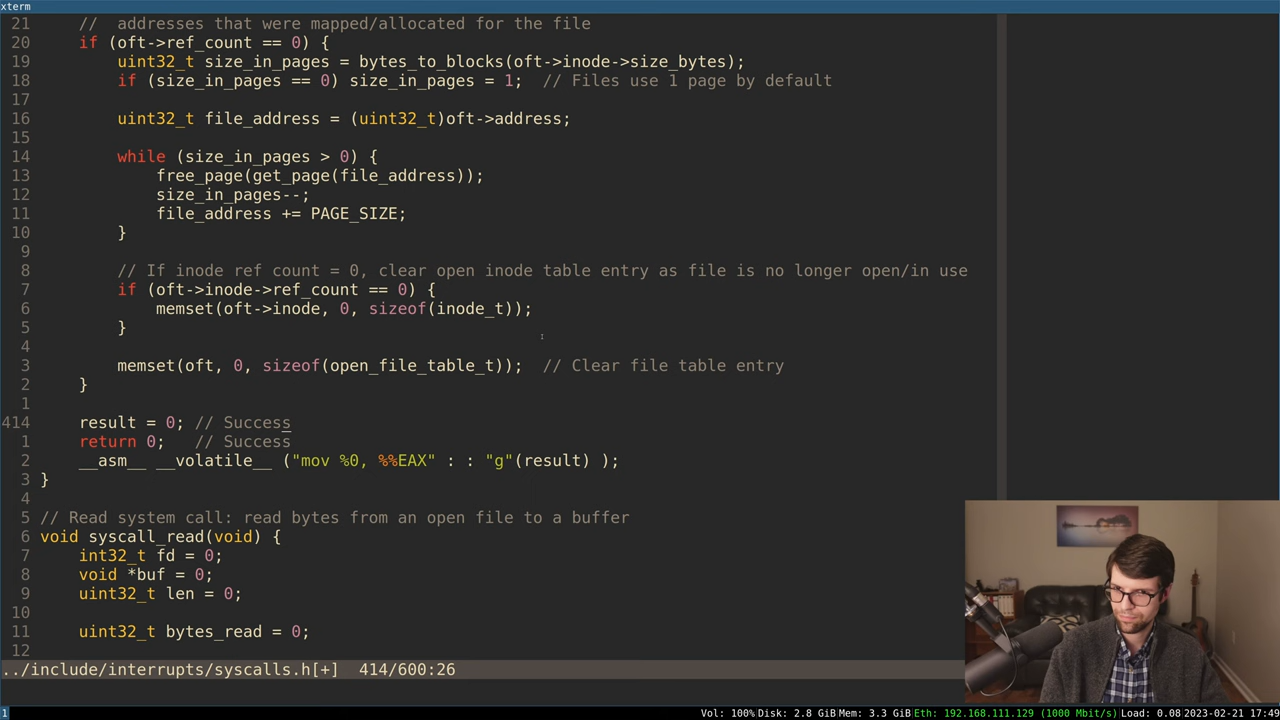 xterm
21 // addresses that were mapped/allocated for the file
20 if (oft->ref_count == 0) {
19 uint32_t size_in_pages = bytes_to_blocks(oft->inode->size_bytes);
18 if (size_in_pages == 0) size_in_pages = 1; // Files use 1 page by default
17
16 uint32_t file_address = (uint32_t)oft->address;
15
14 while (size_in_pages > 0) {
13 free_page(get_page(file_address));
12 size_in_pages--;
11 file_address += PAGE_SIZE;
10 }
9
8 // If inode ref count = 0, clear open inode table entry as file is no longer open/in use
7 if (oft->inode->ref_count == 0) {
6 memset(oft->inode, 0, sizeof(inode_t));
5 }
4
3 memset(oft, 0, sizeof(open_file_table_t)); // Clear file table entry
2 }
1
414 result = 0; // Success
1 return 0; // Success
2 __asm__ __volatile__ ("mov %0, %%EAX" : : "g"(result) );
3 }
4
5 // Read system call: read bytes from an open file to a buffer
6 void syscall_read(void) {
7 int32_t fd = 0;
8 void *buf = 0;
9 uint32_t len = 0;
10
11 uint32_t bytes_read = 0;
12
../include/interrupts/syscalls.h[+] 414/600:26
1 Vol: 100% Disk: 2.8 GiB Mem: 3.3 GiB Eth: 192.168.111.129 (1000 Mbit/s) Load: 0.08 2023-02-21 17:49